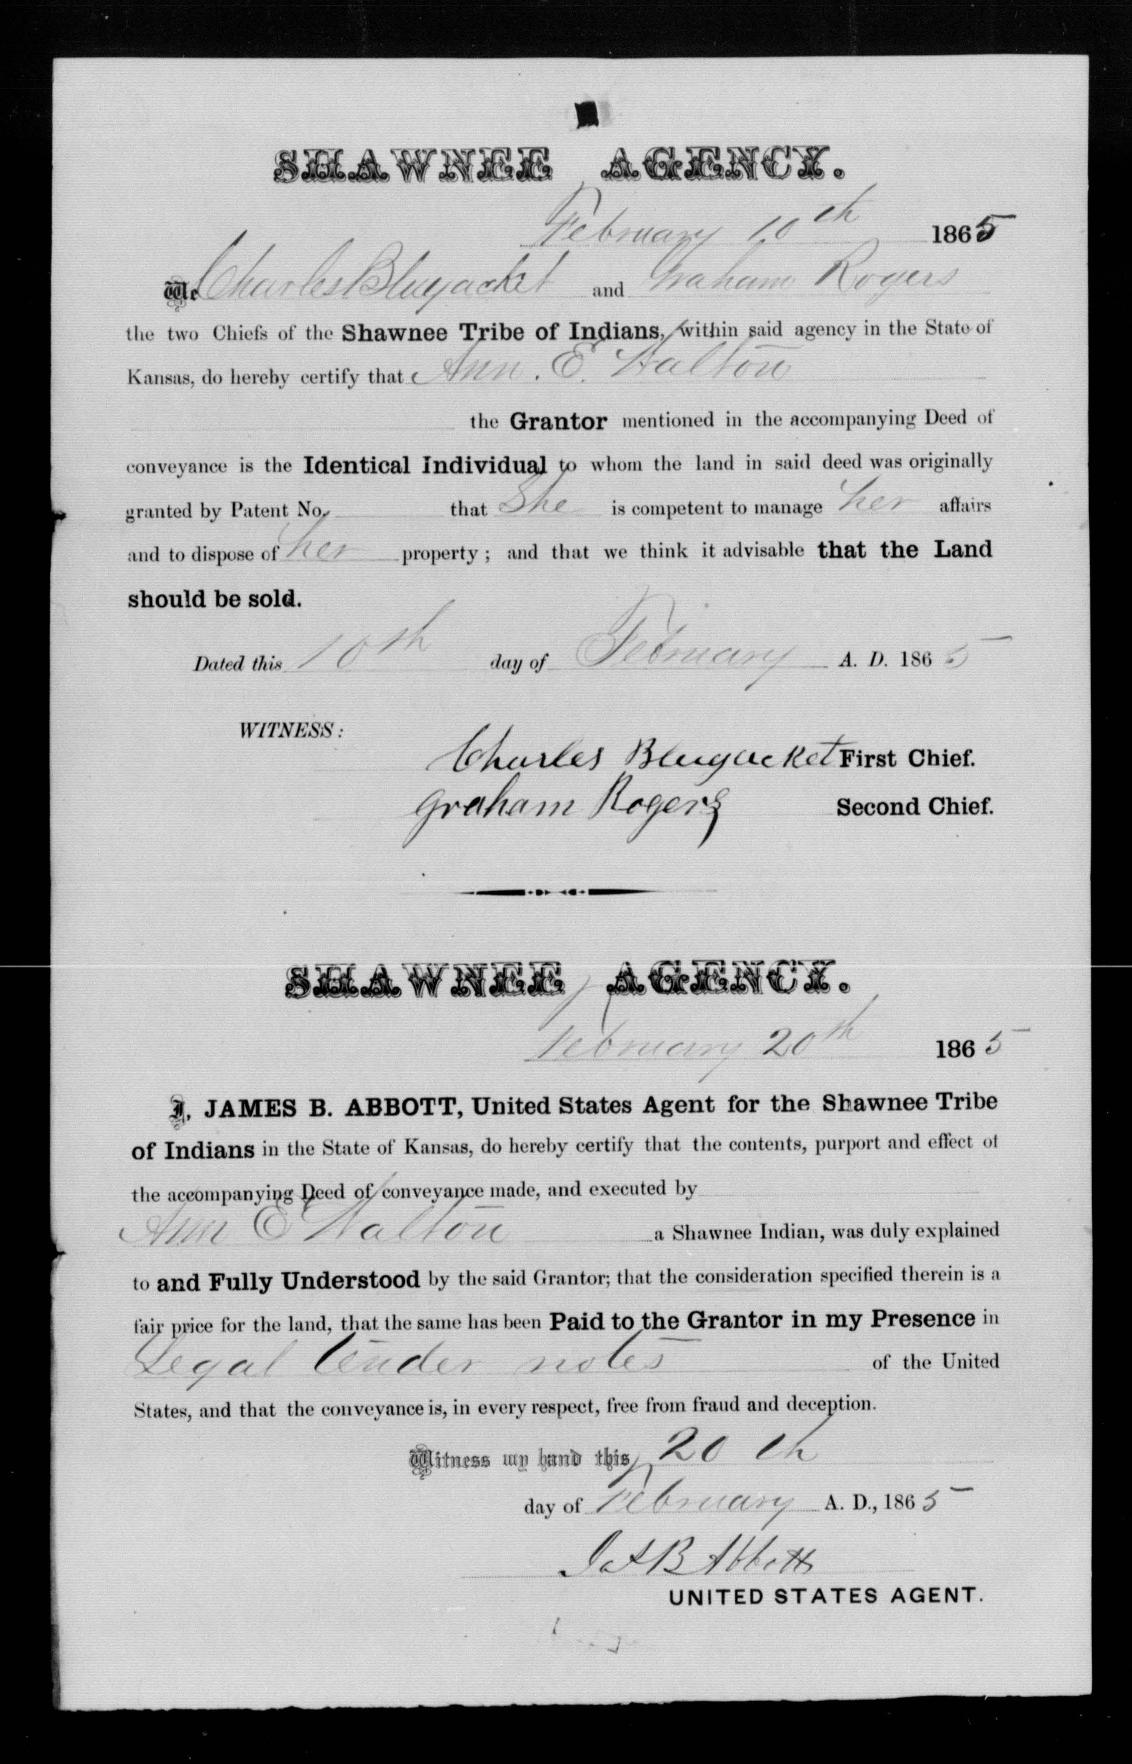 SHAWNEE AGENCY.
February 10th 1865
We Charles Bluejacket and Graham Rogers
the two Chiefs of the Shawnee Tribe of Indians, within said agency in the State of
Kansas, do hereby certify that Ann. E. Walton
the Grantor mentioned in the accompanying Deed of
conveyance is the Identical Individual to whom the land in said deed was originally
granted by Patent No. that She is competent to manage her affairs
and to dispose of her property; and that we think it advisable that the Land
should be sold.
Dated this 10th day of February A. D. 1865
WITNESS:
Charles Bluejacket First Chief.
Graham Rogers Second Chief.
SHAWNEE AGENCY.
February 20th 1865
I, JAMES B. ABBOTT, United States Agent for the Shawnee Tribe
of Indians in the State of Kansas, do hereby certify that the contents, purport and effect of
the accompanying Deed of conveyance made, and executed by
Ann E Walton a Shawnee Indian, was duly explained
to and Fully Understood by the said Grantor; that the consideration specified therein is a
fair price for the land, that the same has been Paid to the Grantor in my Presence in
Legal tender notes of the United
States, and that the conveyance is, in every respect, free from fraud and deception.
Witness my hand this 20th
day of February A. D., 1865
Jas B Abbott
UNITED STATES AGENT.